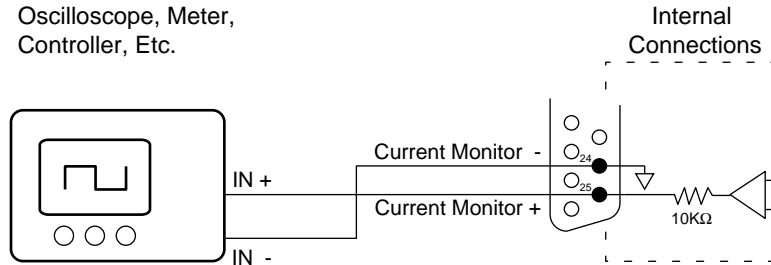 Oscilloscope, Meter,
Controller, Etc.
Internal
Connections
Current Monitor -
24
IN +
25
Current Monitor +
10KΩ
IN -